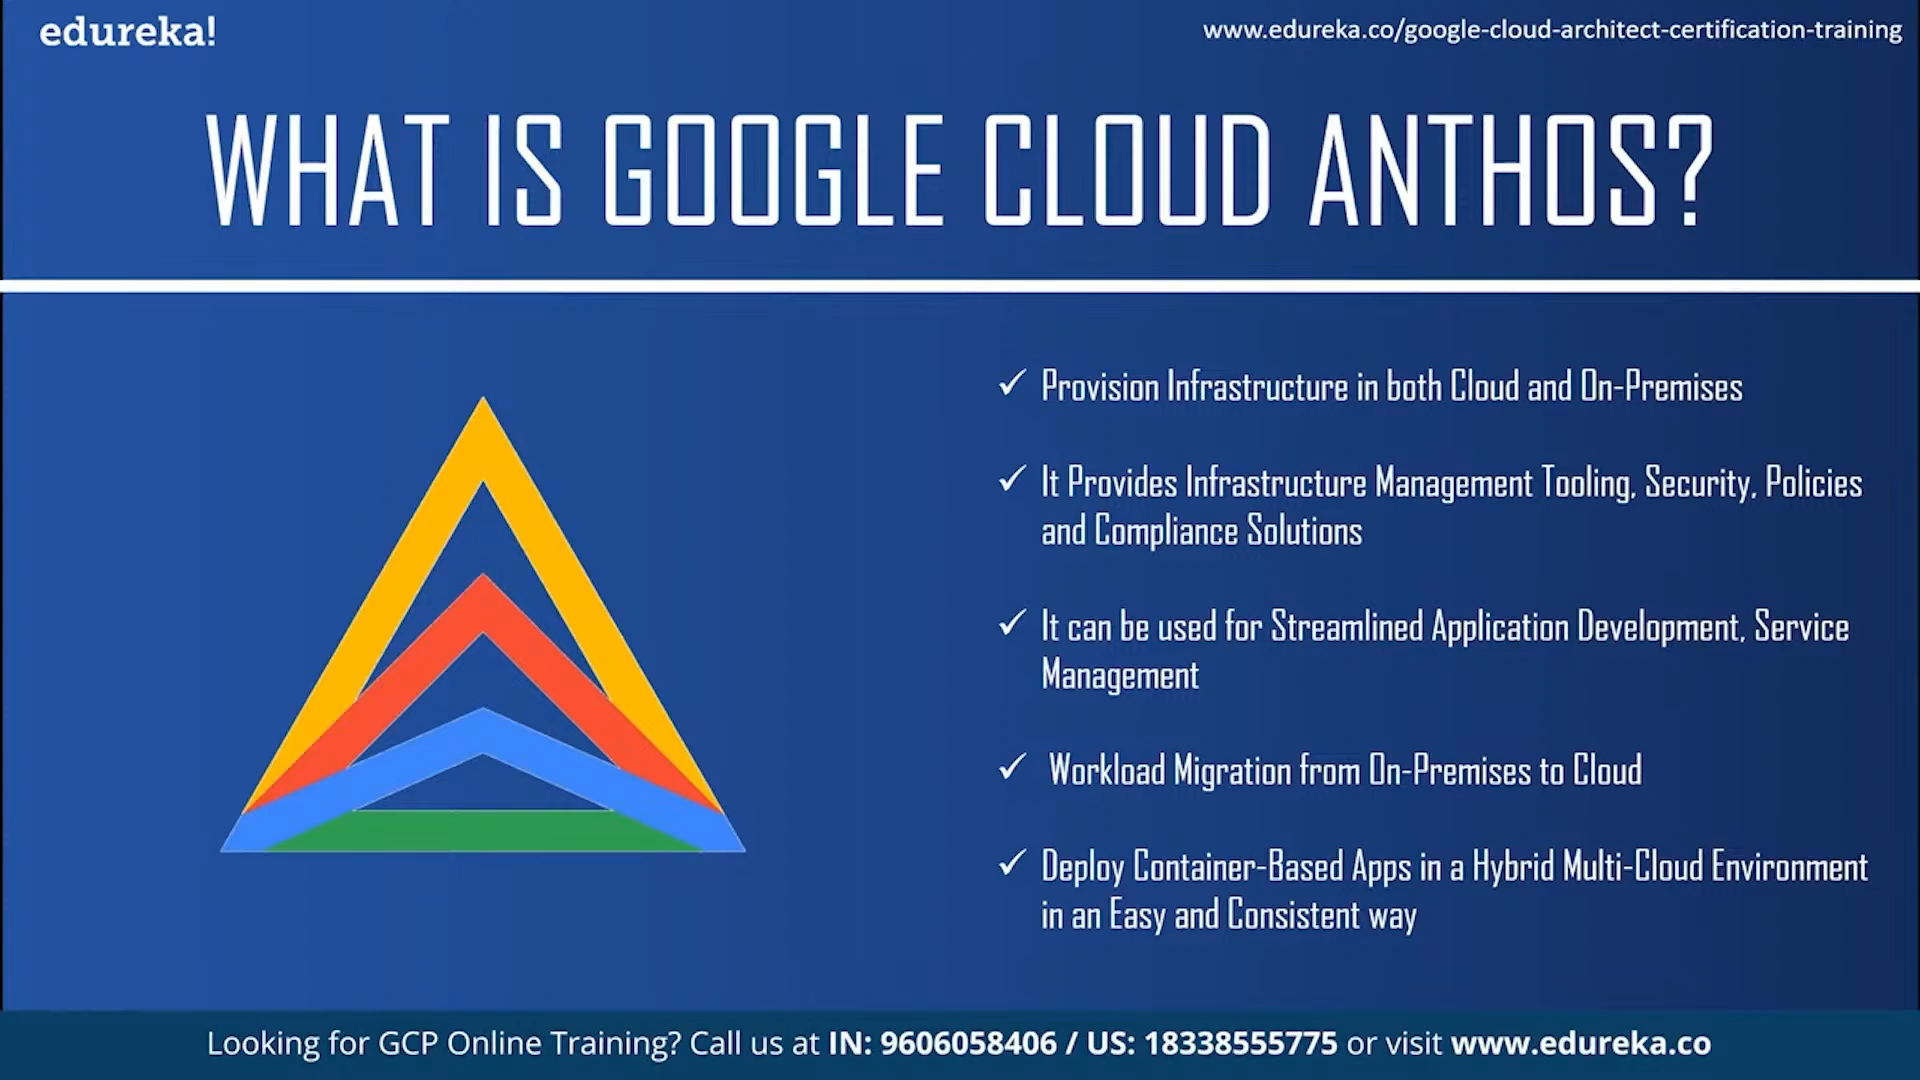 edureka!
www.edureka.co/google-cloud-architect-certification-training
WHAT IS GOOGLE CLOUD ANTHOS?
✓ Provision Infrastructure in both Cloud and On-Premises
✓ It Provides Infrastructure Management Tooling, Security, Policies
and Compliance Solutions
✓ It can be used for Streamlined Application Development, Service
Management
✓ Workload Migration from On-Premises to Cloud
✓ Deploy Container-Based Apps in a Hybrid Multi-Cloud Environment
in an Easy and Consistent way
Looking for GCP Online Training? Call us at IN: 9606058406 / US: 18338555775 or visit www.edureka.co